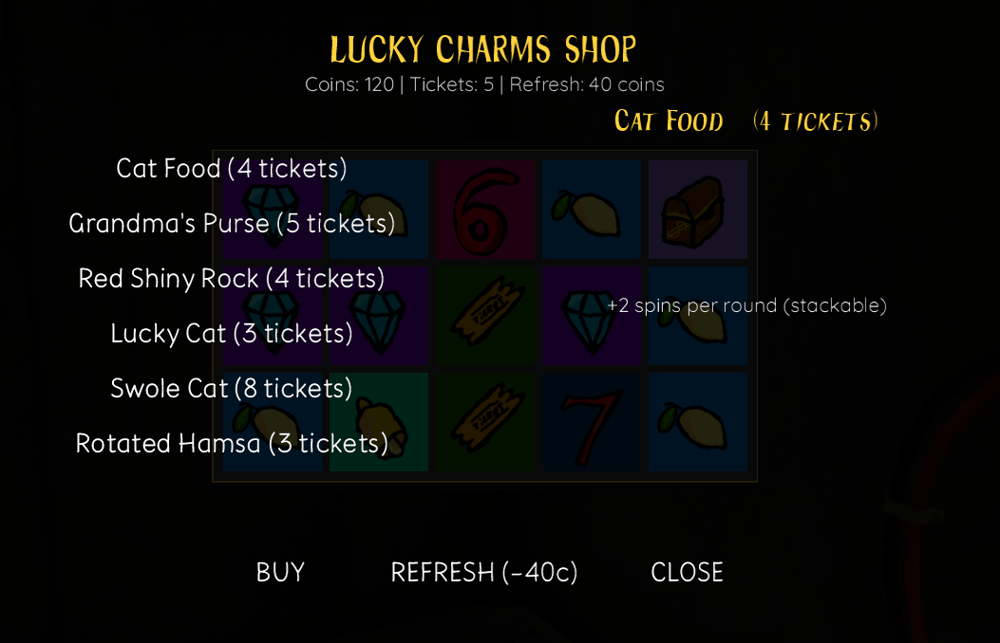 LUCKY CHARMS SHOP
Coins: 120 | Tickets: 5 | Refresh: 40 coins
CAT FOOD (4 TICKETS)
Cat Food (4 tickets)
Grandma's Purse (5 tickets)
Red Shiny Rock (4 tickets)
+2 spins per round (stackable)
Lucky Cat (3 tickets)
Swole Cat (8 tickets)
Rotated Hamsa (3 tickets)
6
7
BUY REFRESH (-40c) CLOSE